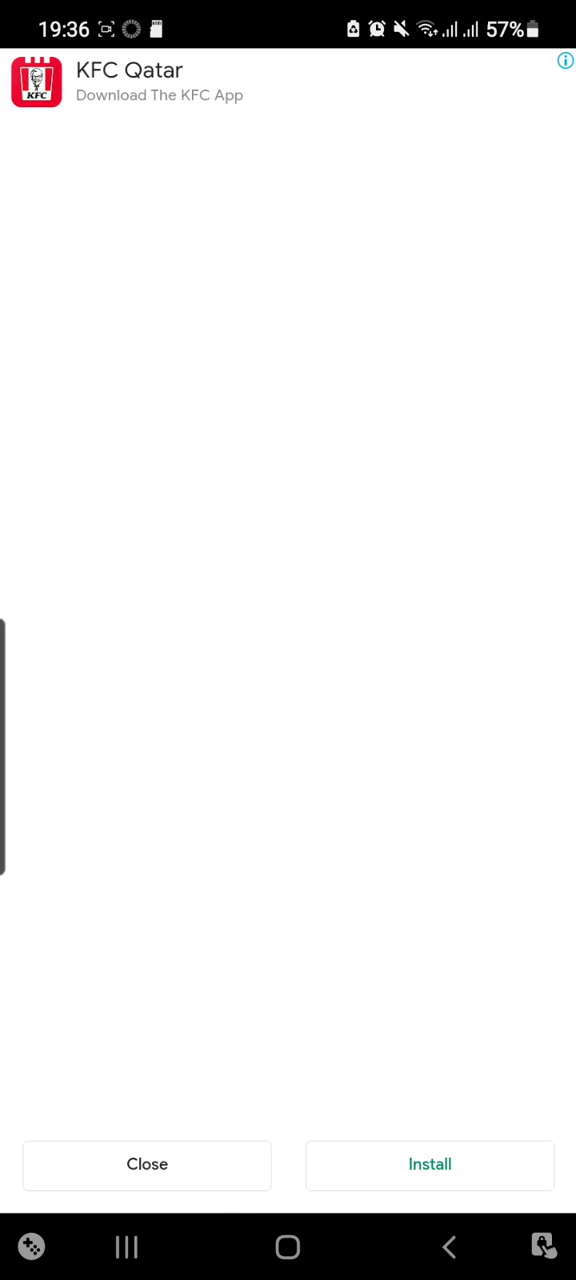 19:36
57%
KFC Qatar
Download The KFC App
KFC
Close
Install